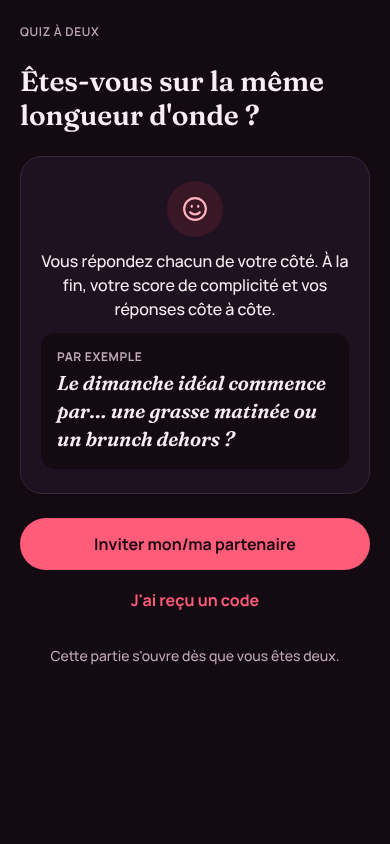 QUIZ À DEUX
Êtes-vous sur la même
longueur d'onde ?
Vous répondez chacun de votre côté. À la
fin, votre score de complicité et vos
réponses côte à côte.
PAR EXEMPLE
Le dimanche idéal commence
par… une grasse matinée ou
un brunch dehors ?
Inviter mon/ma partenaire
J'ai reçu un code
Cette partie s'ouvre dès que vous êtes deux.